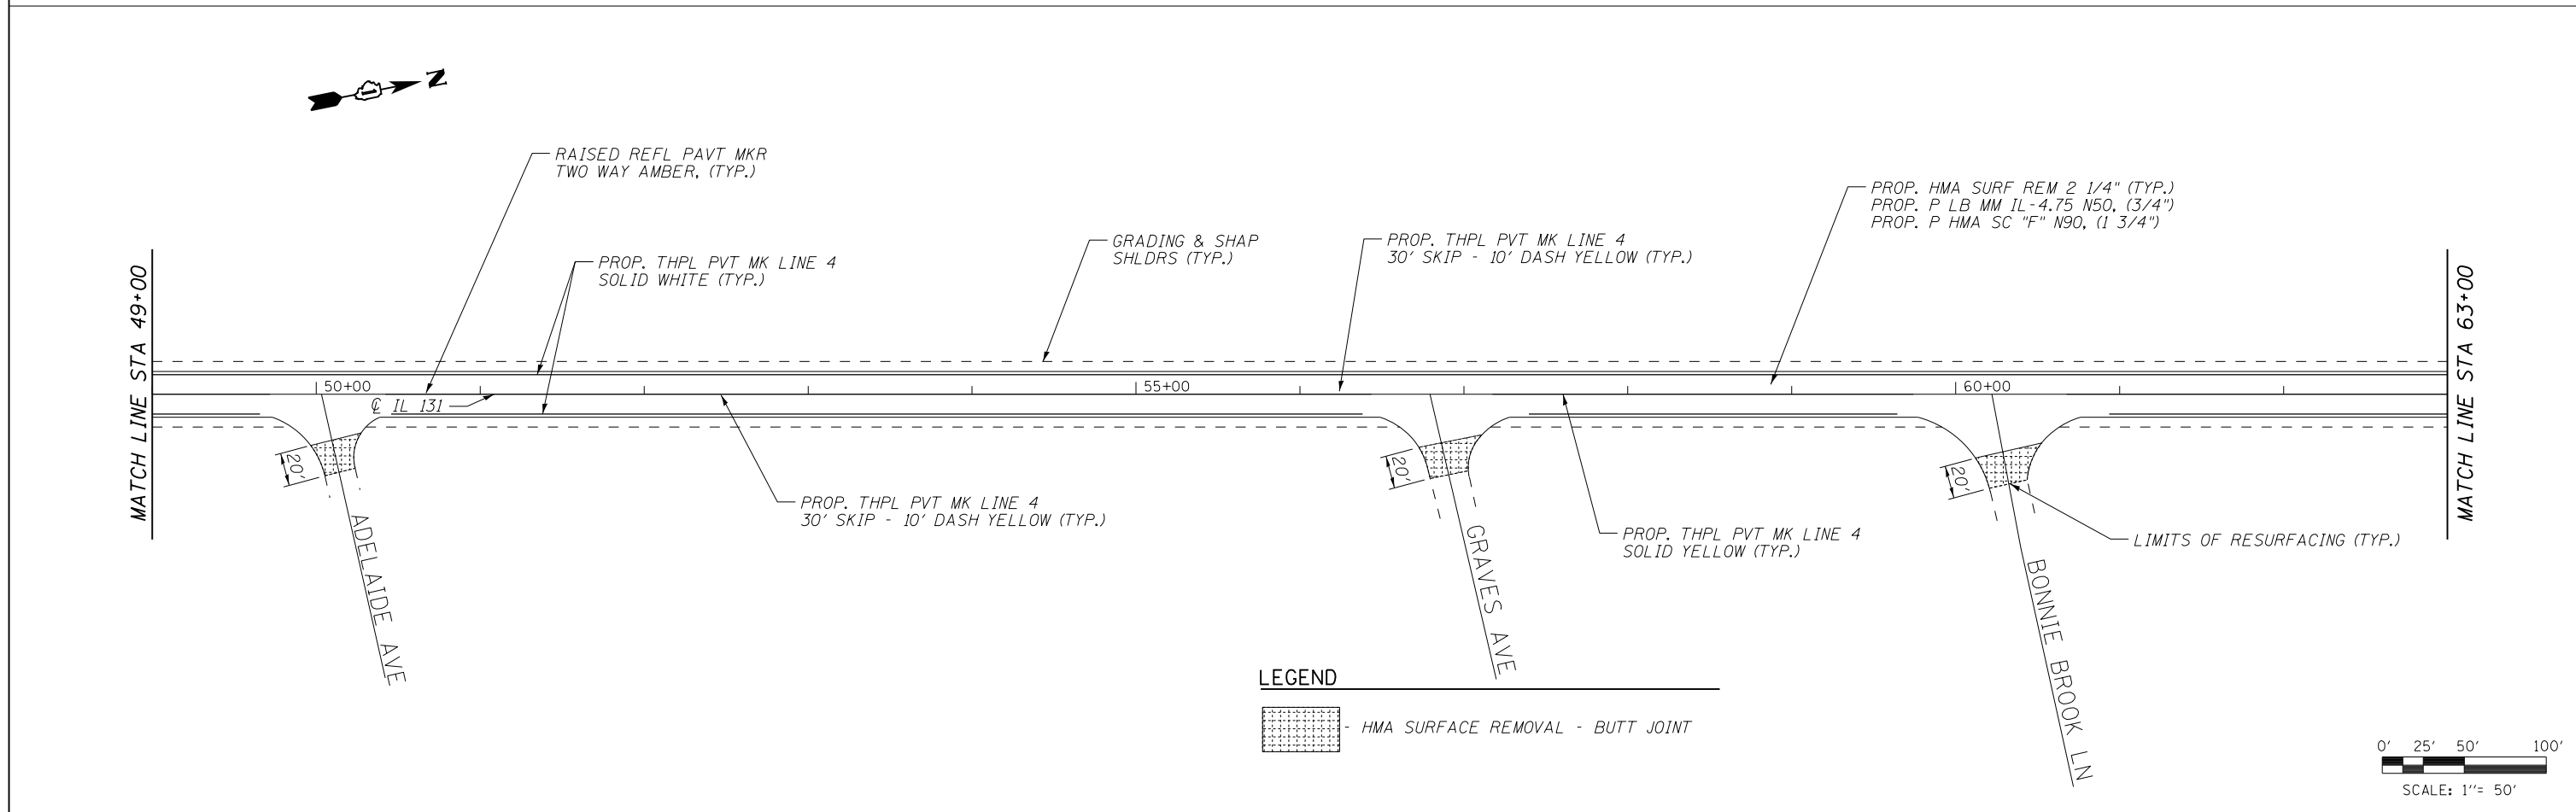 N
RAISED REFL PAVT MKR
TWO WAY AMBER, (TYP.)
PROP. THPL PVT MK LINE 4
SOLID WHITE (TYP.)
GRADING & SHAP
SHLDRS (TYP.)
PROP. THPL PVT MK LINE 4
30' SKIP - 10' DASH YELLOW (TYP.)
PROP. HMA SURF REM 2 1/4" (TYP.)
PROP. P LB MM IL-4.75 N50, (3/4")
PROP. P HMA SC "F" N90, (1 3/4")
MATCH LINE STA 49+00
MATCH LINE STA 63+00
50+00
55+00
60+00
℄ IL 131
20'
20'
20'
PROP. THPL PVT MK LINE 4
30' SKIP - 10' DASH YELLOW (TYP.)
PROP. THPL PVT MK LINE 4
SOLID YELLOW (TYP.)
LIMITS OF RESURFACING (TYP.)
ADELAIDE AVE
GRAVES AVE
BONNIE BROOK LN
LEGEND
- HMA SURFACE REMOVAL - BUTT JOINT
0' 25' 50' 100'
SCALE: 1"= 50'